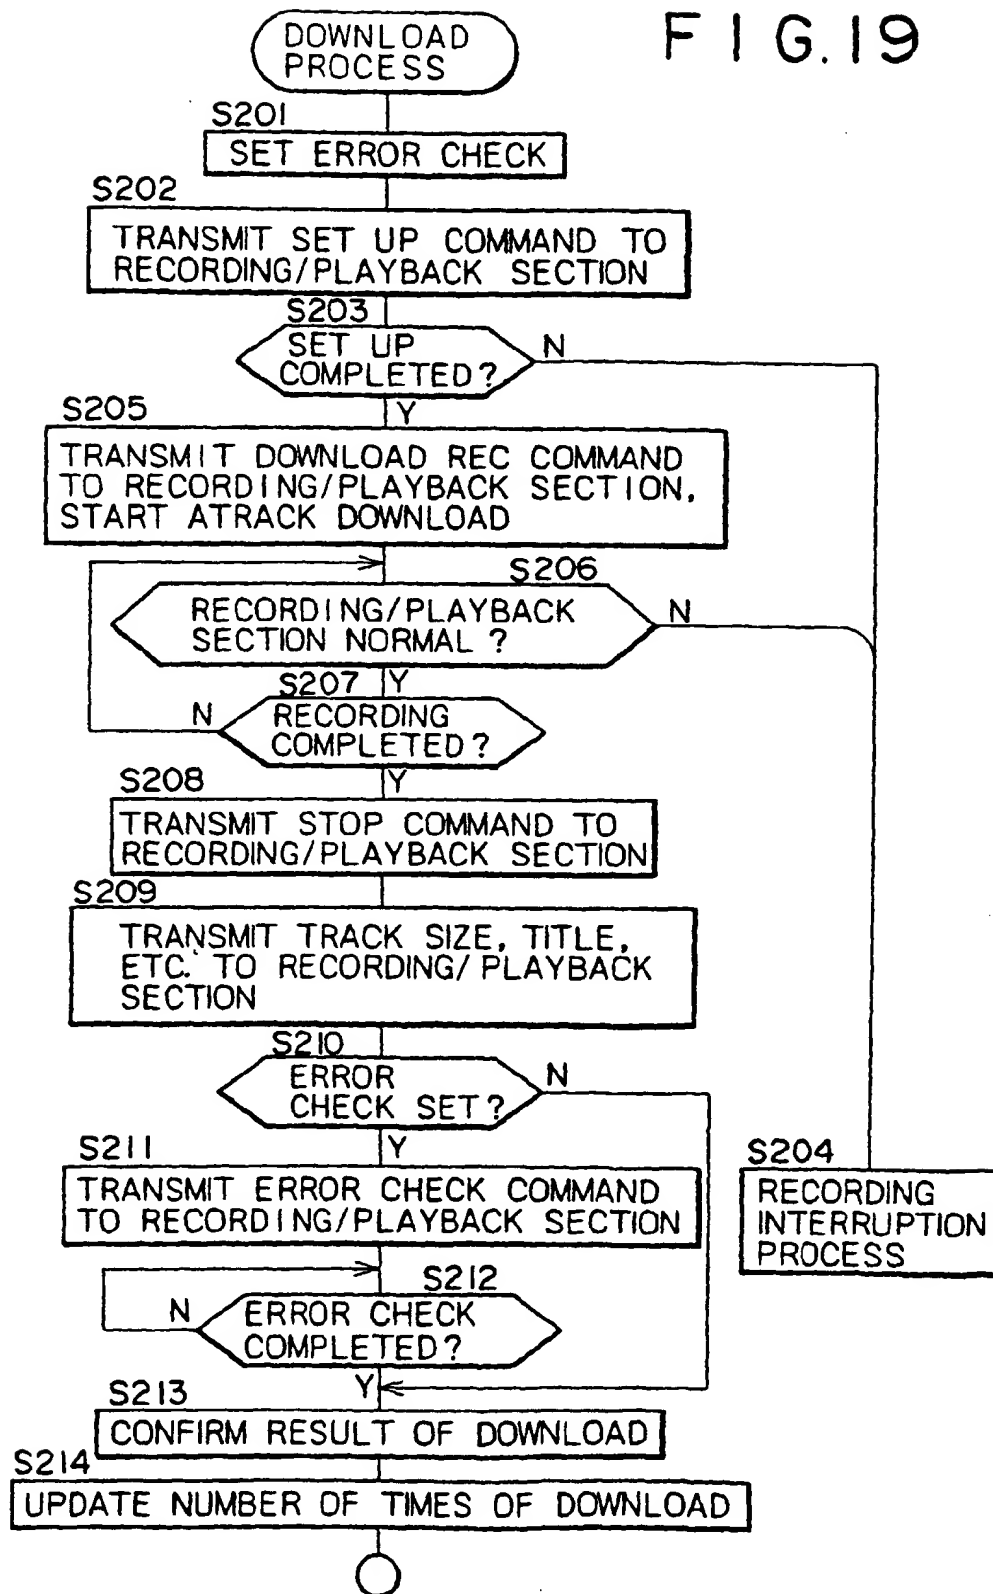 FIG.19
DOWNLOAD
PROCESS
S201
SET ERROR CHECK
S202
TRANSMIT SET UP COMMAND TO
RECORDING/PLAYBACK SECTION
S203
SET UP
COMPLETED?
N
Y
S205
TRANSMIT DOWNLOAD REC COMMAND
TO RECORDING/PLAYBACK SECTION,
START ATRACK DOWNLOAD
S206
RECORDING/PLAYBACK
SECTION NORMAL ?
N
Y
S207
RECORDING
COMPLETED?
N
Y
S208
TRANSMIT STOP COMMAND TO
RECORDING/PLAYBACK SECTION
S209
TRANSMIT TRACK SIZE, TITLE,
ETC. TO RECORDING/PLAYBACK
SECTION
S210
ERROR
CHECK SET?
N
Y
S211
TRANSMIT ERROR CHECK COMMAND
TO RECORDING/PLAYBACK SECTION
S204
RECORDING
INTERRUPTION
PROCESS
S212
ERROR CHECK
COMPLETED?
N
Y
S213
CONFIRM RESULT OF DOWNLOAD
S214
UPDATE NUMBER OF TIMES OF DOWNLOAD